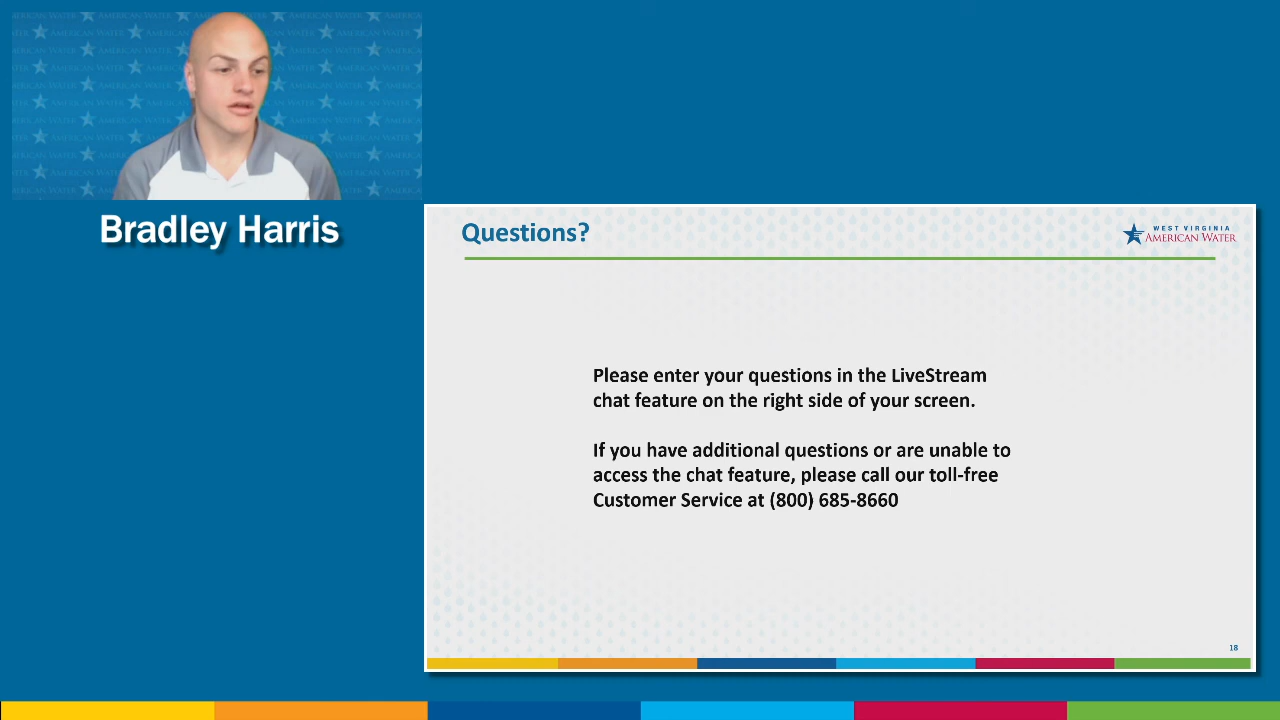 Bradley Harris
Questions?
WEST VIRGINIA
AMERICAN WATER
Please enter your questions in the LiveStream
chat feature on the right side of your screen.
If you have additional questions or are unable to
access the chat feature, please call our toll-free
Customer Service at (800) 685-8660
18